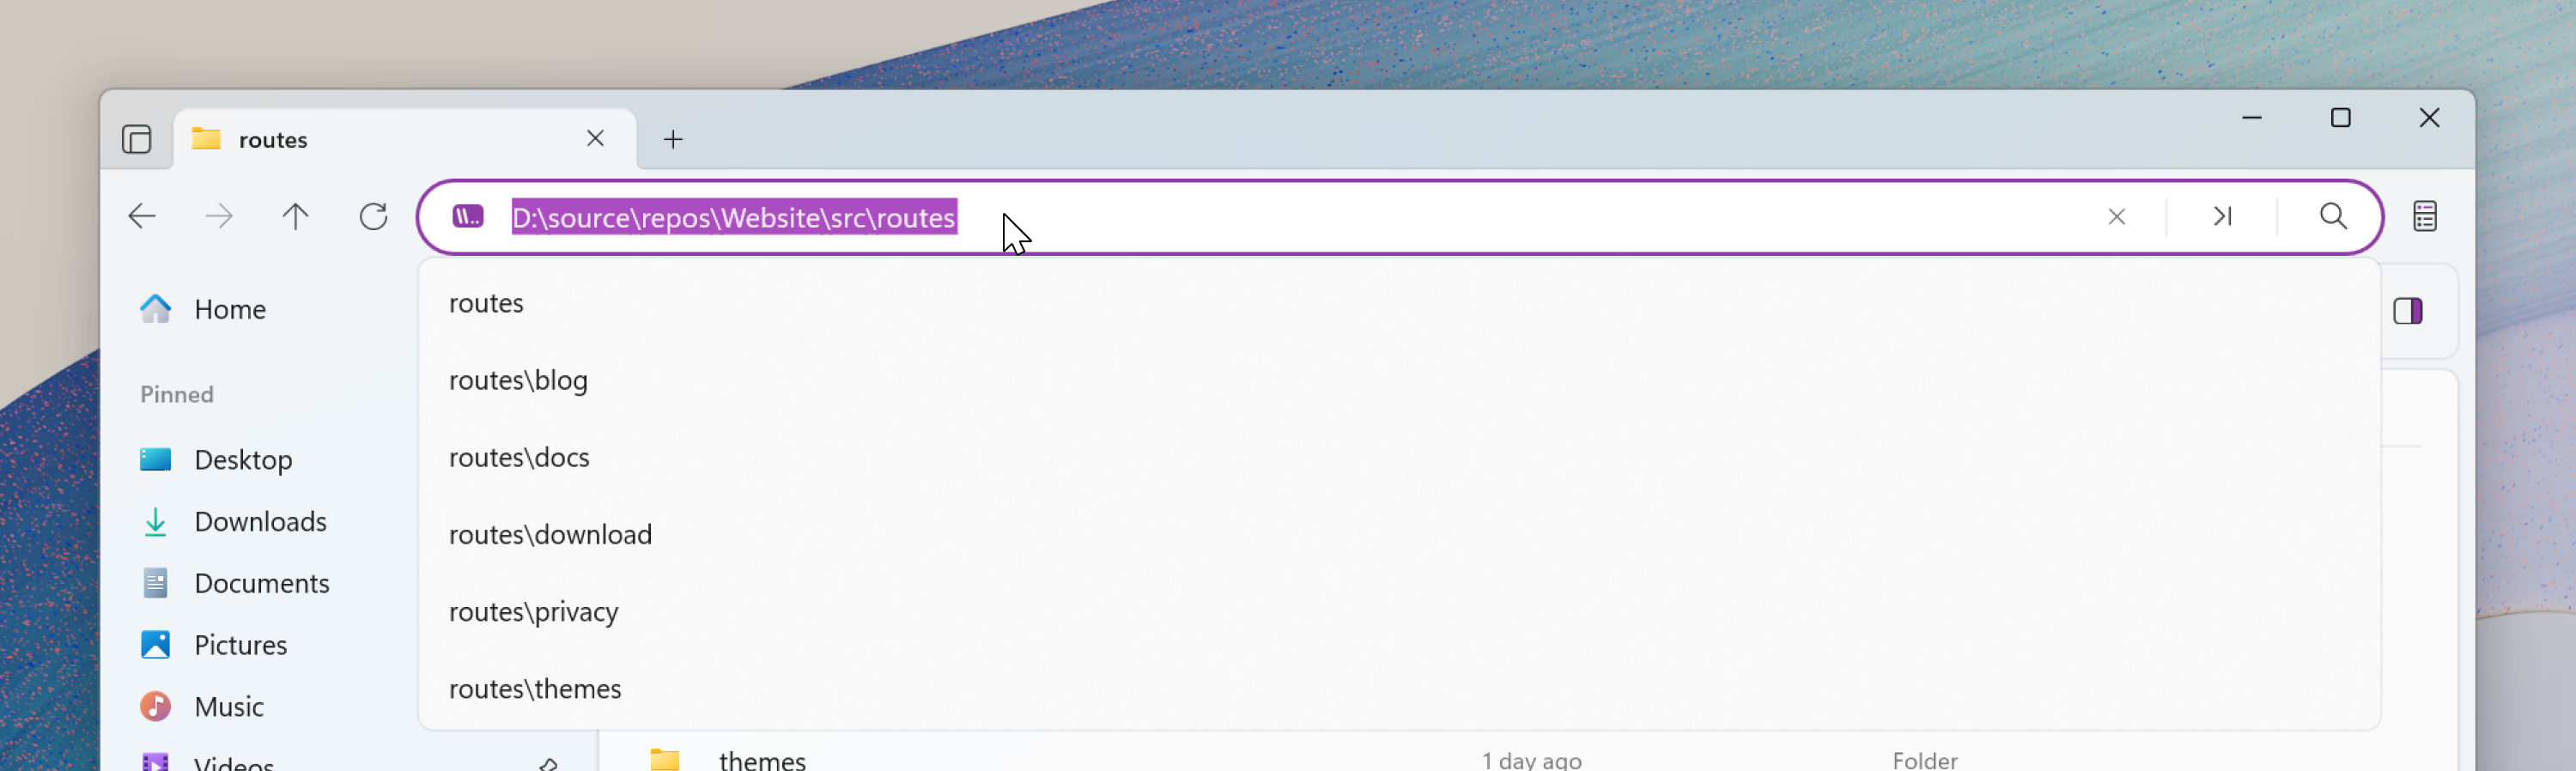 routes
D:\source\repos\Website\src\routes
Home
Pinned
Desktop
Downloads
Documents
Pictures
Music
Videos
routes
routes\blog
routes\docs
routes\download
routes\privacy
routes\themes
themes 1 day ago Folder